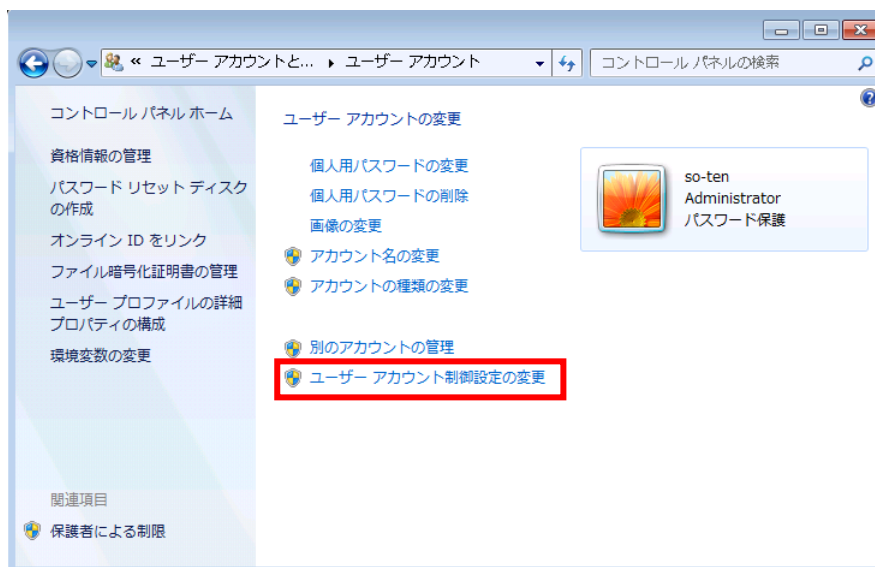 « ユーザー アカウントと... ▸ ユーザー アカウント
コントロール パネルの検索
コントロール パネル ホーム
資格情報の管理
パスワード リセット ディスク
の作成
オンライン ID をリンク
ファイル暗号化証明書の管理
ユーザー プロファイルの詳細
プロパティの構成
環境変数の変更
関連項目
保護者による制限
ユーザー アカウントの変更
個人用パスワードの変更
個人用パスワードの削除
画像の変更
アカウント名の変更
アカウントの種類の変更
別のアカウントの管理
ユーザー アカウント制御設定の変更
so-ten
Administrator
パスワード保護